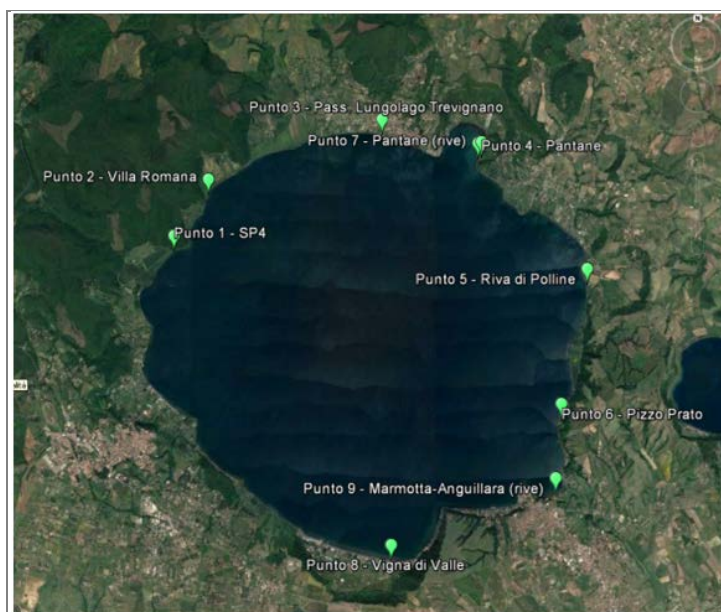 Punto 3 - Pass. Lungolago Trevignano
Punto 7 - Pantane (rive)
Punto 4 - Pantane
Punto 2 - Villa Romana
Punto 1 - SP4
Punto 5 - Riva di Polline
Punto 6 - Pizzo Prato
Punto 9 - Marmotta-Anguillara (rive)
Punto 8 - Vigna di Valle